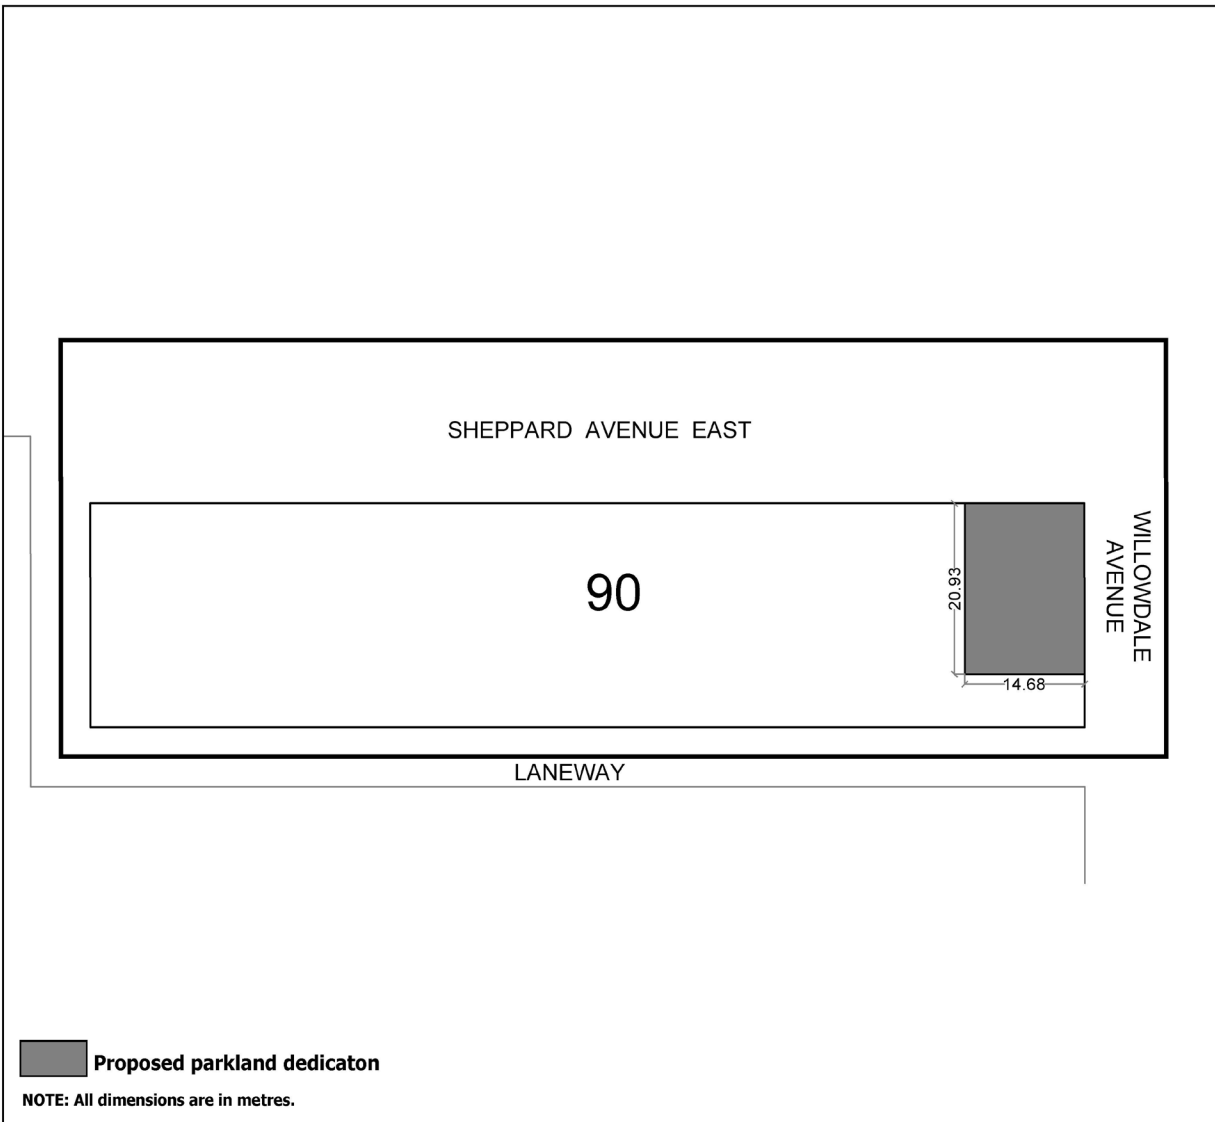 SHEPPARD AVENUE EAST
90
20.93
14.68
WILLOWDALE
AVENUE
LANEWAY
Proposed parkland dedicaton
NOTE: All dimensions are in metres.